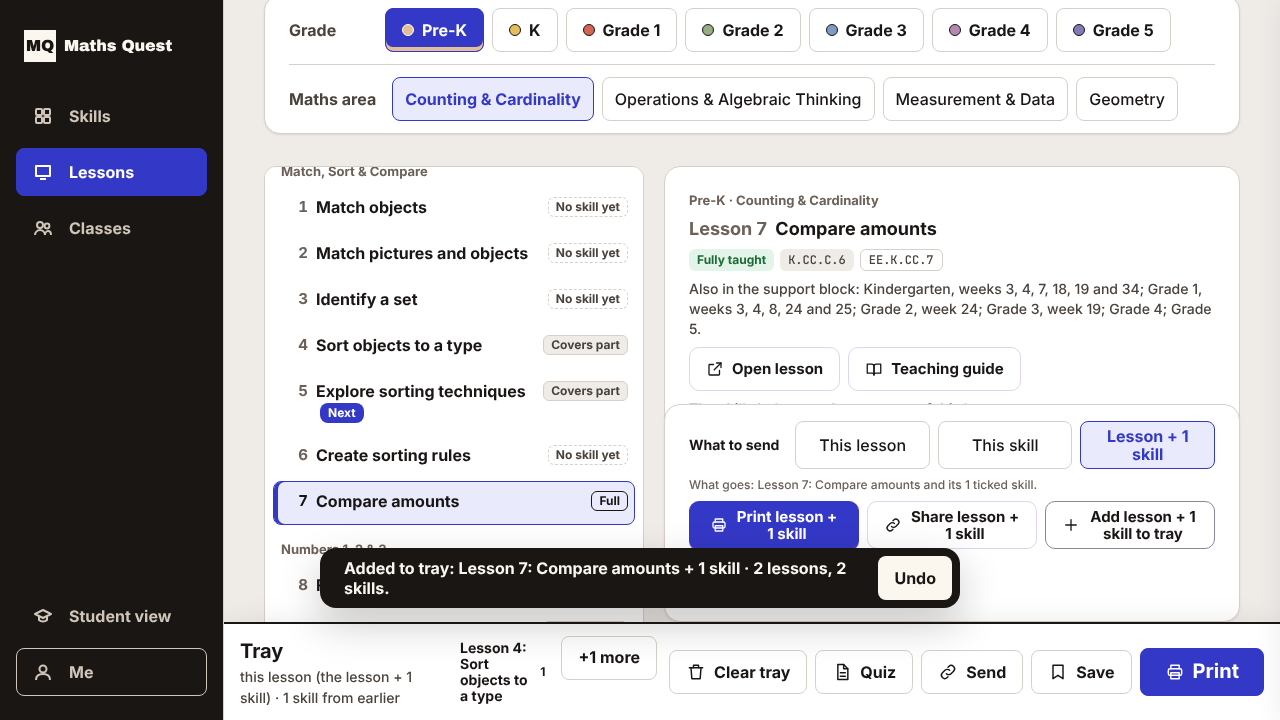 MQ Maths Quest
Skills
Lessons
Classes
Student view
Me
Grade
Pre-K
K
Grade 1
Grade 2
Grade 3
Grade 4
Grade 5
Maths area
Counting & Cardinality
Operations & Algebraic Thinking
Measurement & Data
Geometry
Match, Sort & Compare
1 Match objects No skill yet
2 Match pictures and objects No skill yet
3 Identify a set No skill yet
4 Sort objects to a type Covers part
5 Explore sorting techniques Covers part
Next
6 Create sorting rules No skill yet
7 Compare amounts Full
8
Pre-K · Counting & Cardinality
Lesson 7 Compare amounts
Fully taught K.CC.C.6 EE.K.CC.7
Also in the support block: Kindergarten, weeks 3, 4, 7, 18, 19 and 34; Grade 1,
weeks 3, 4, 8, 24 and 25; Grade 2, week 24; Grade 3, week 19; Grade 4; Grade
5.
Open lesson
Teaching guide
What to send
This lesson
This skill
Lesson + 1
skill
What goes: Lesson 7: Compare amounts and its 1 ticked skill.
Print lesson +
1 skill
Share lesson +
1 skill
Add lesson + 1
skill to tray
Added to tray: Lesson 7: Compare amounts + 1 skill · 2 lessons, 2
skills.
Undo
Tray
this lesson (the lesson + 1
skill) · 1 skill from earlier
Lesson 4:
Sort
objects to
a type
1
+1 more
Clear tray
Quiz
Send
Save
Print